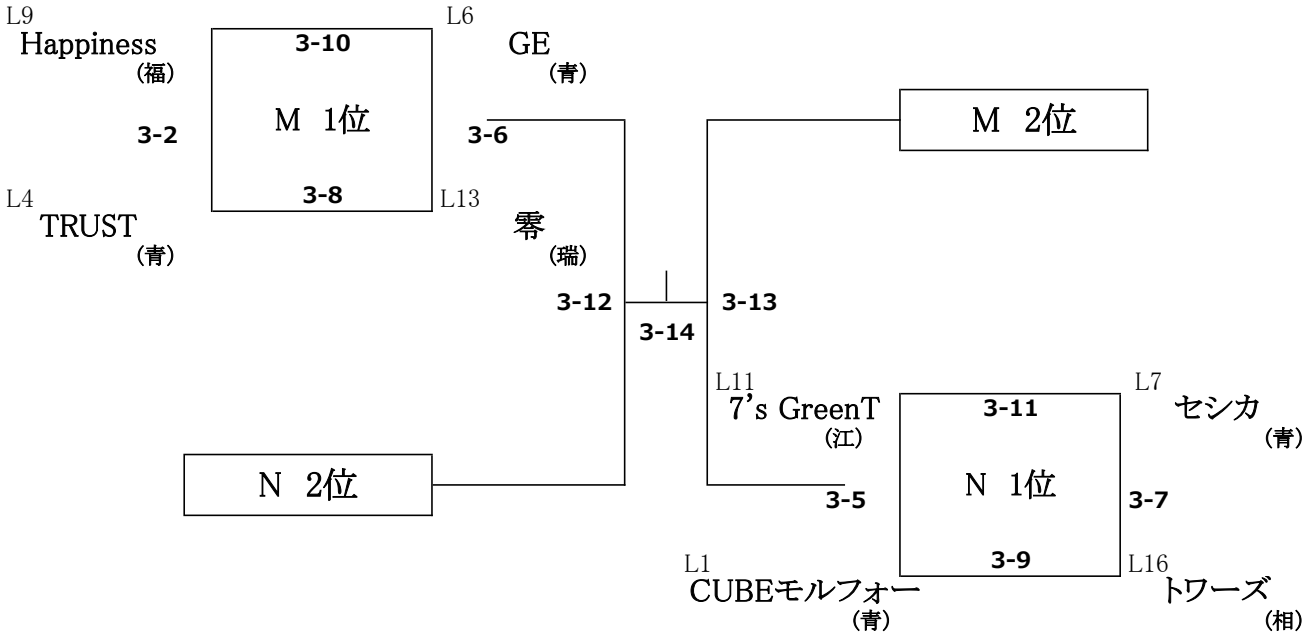 L9
Happiness
(福)
3-10
L6
GE
(青)
M 1位
3-2
3-6
L4
TRUST
(青)
3-8
L13
零
(瑞)
M 2位
3-12
3-13
3-14
N 2位
L11
7's GreenT
(江)
3-11
L7
セシカ
(青)
N 1位
3-5
3-7
L1
CUBEモルフォー
(青)
3-9
L16
トワーズ
(相)